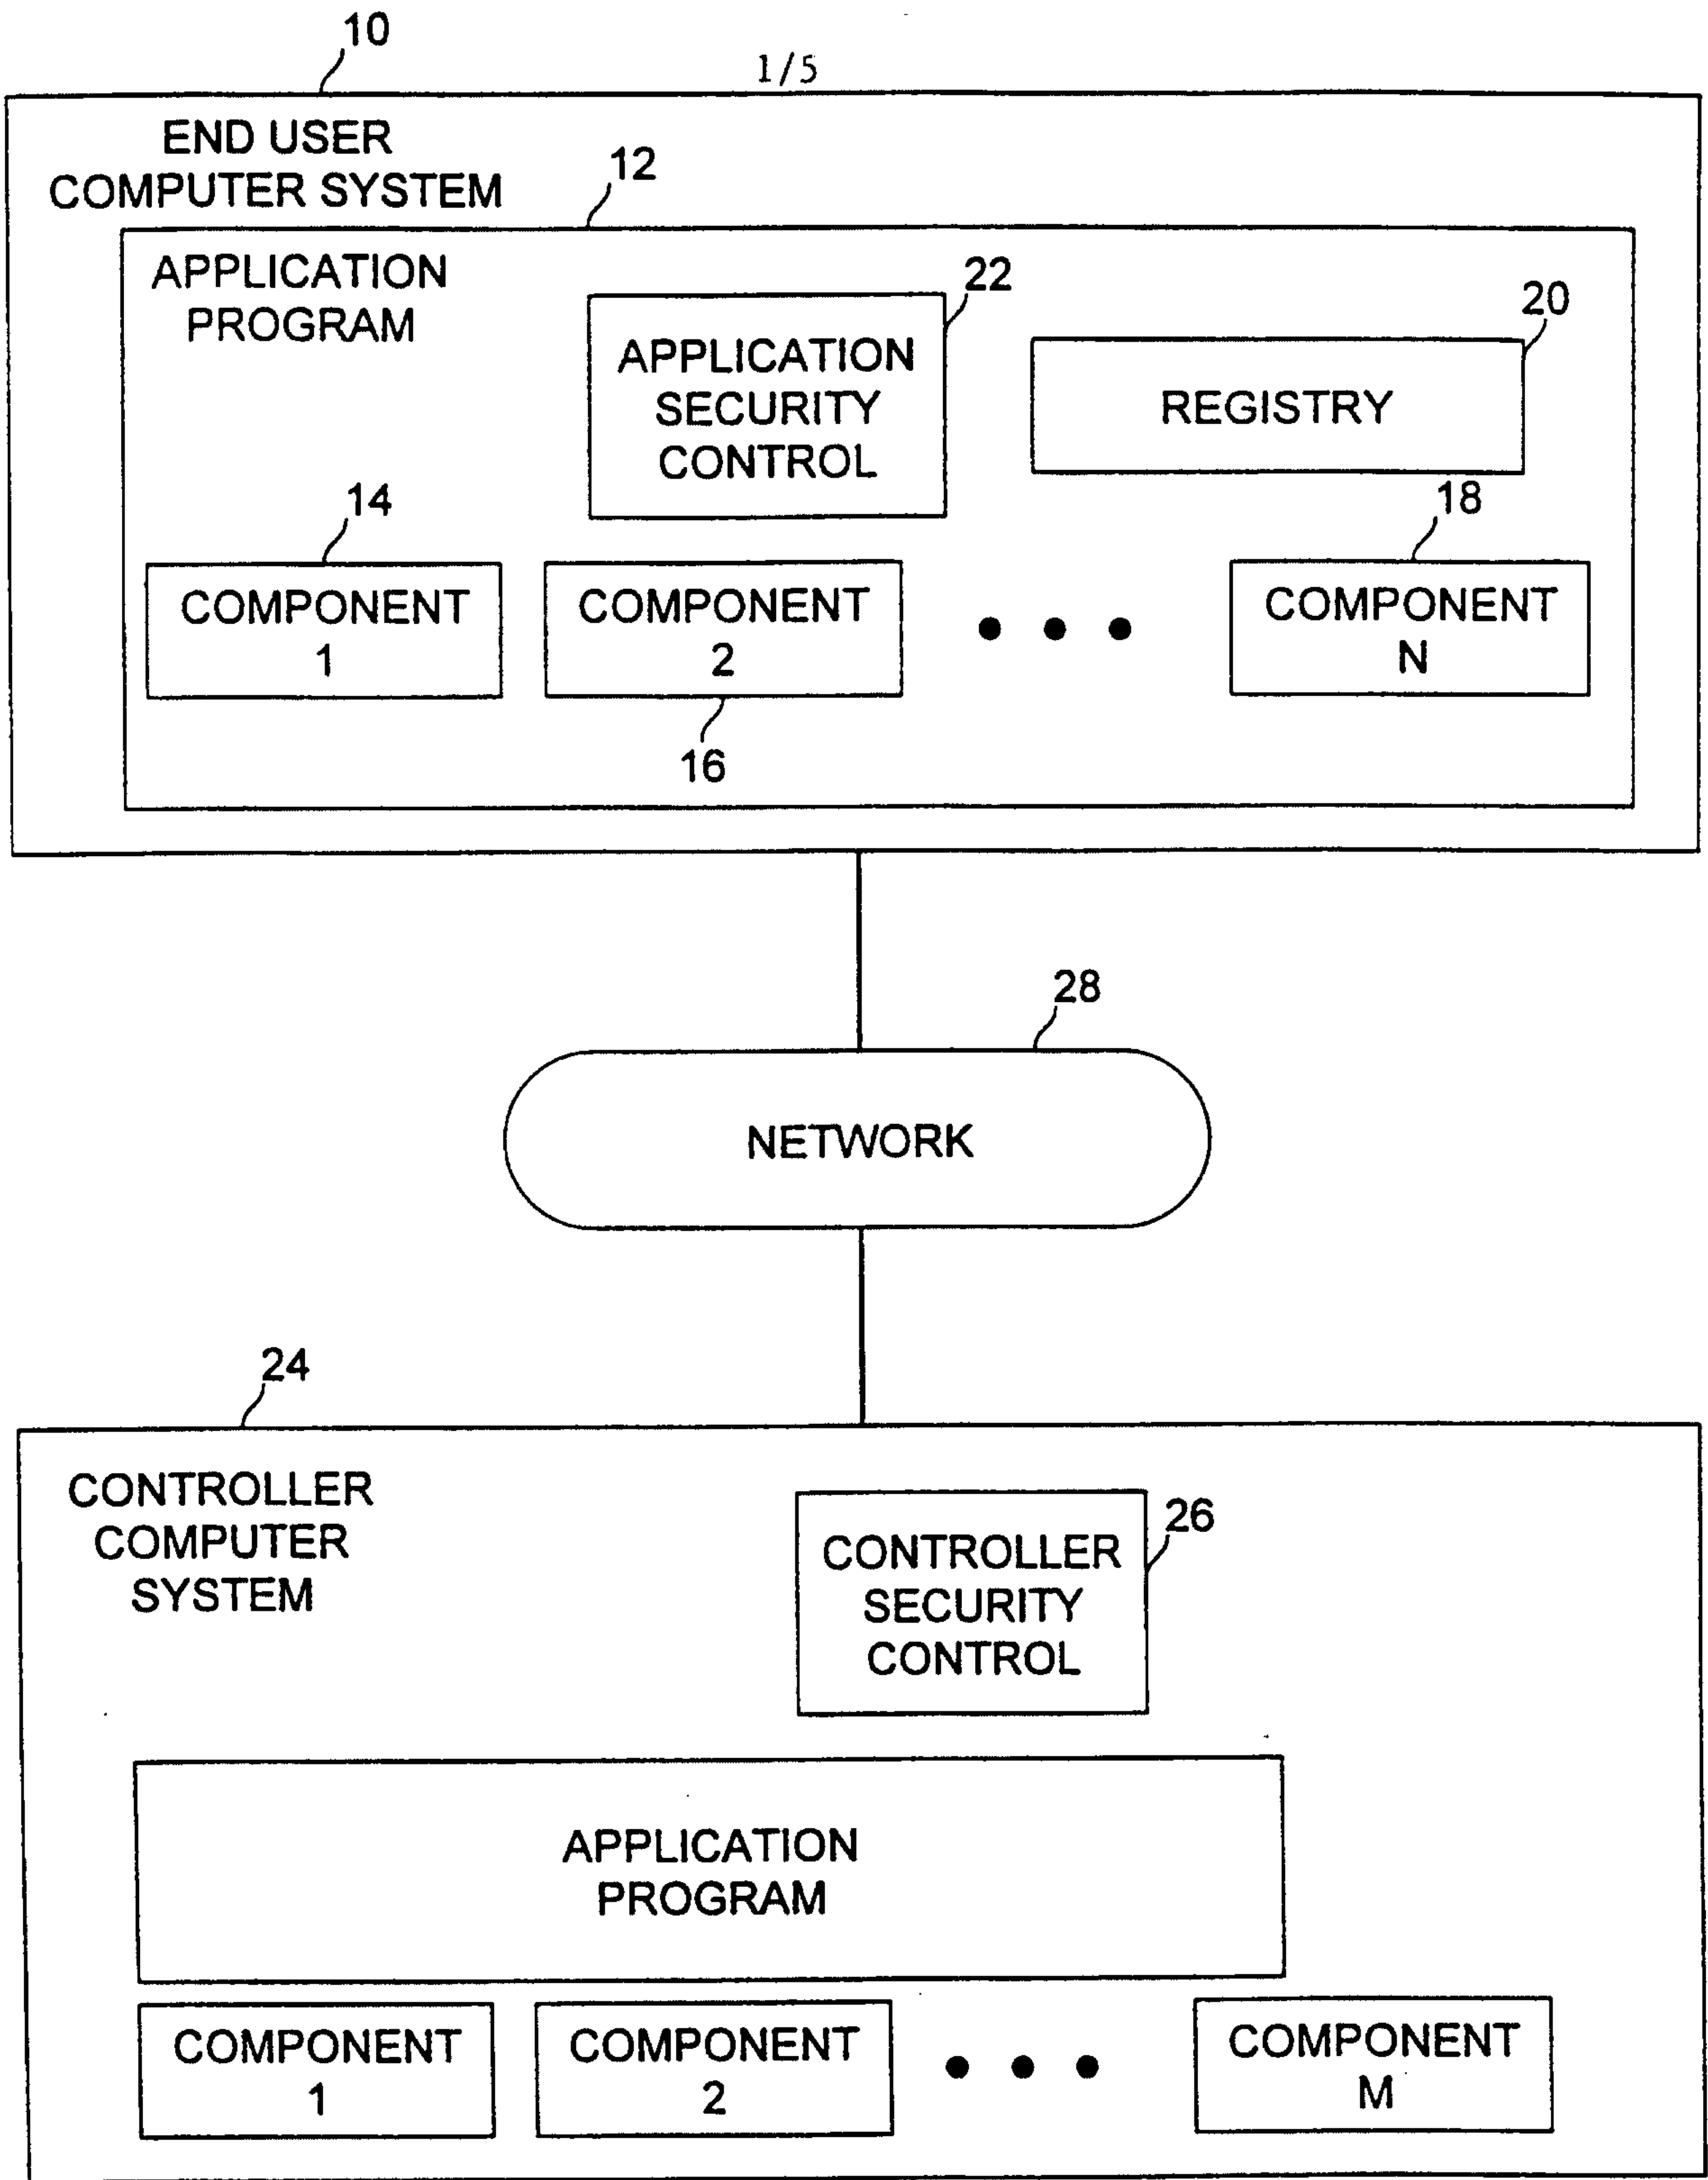 10
1/5
END USER
COMPUTER SYSTEM
12
APPLICATION
PROGRAM
22
APPLICATION
SECURITY
CONTROL
20
REGISTRY
14
COMPONENT
1
COMPONENT
2
16
18
COMPONENT
N
28
NETWORK
24
CONTROLLER
COMPUTER
SYSTEM
26
CONTROLLER
SECURITY
CONTROL
APPLICATION
PROGRAM
COMPONENT
1
COMPONENT
2
COMPONENT
M